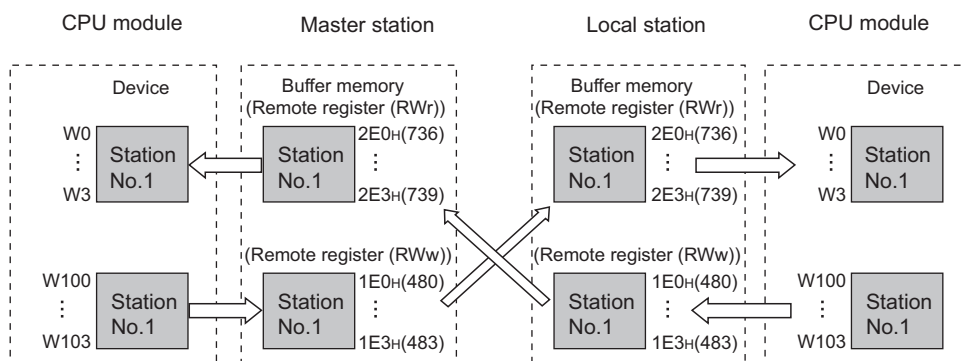 CPU module
Master station
Local station
CPU module
Device
Buffer memory
(Remote register (RWr))
Buffer memory
(Remote register (RWr))
Device
W0
⋮
W3
Station
No.1
Station
No.1
2E0H(736)
⋮
2E3H(739)
Station
No.1
2E0H(736)
⋮
2E3H(739)
W0
⋮
W3
Station
No.1
(Remote register (RWw))
(Remote register (RWw))
W100
⋮
W103
Station
No.1
Station
No.1
1E0H(480)
⋮
1E3H(483)
Station
No.1
1E0H(480)
⋮
1E3H(483)
W100
⋮
W103
Station
No.1